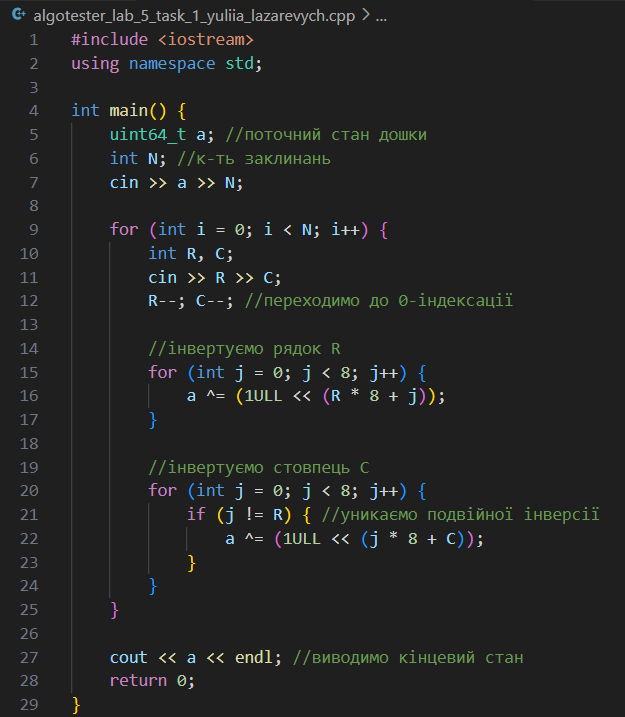 algotester_lab_5_task_1_yuliia_lazarevych.cpp > ...
1 #include <iostream>
2 using namespace std;
3
4 int main() {
5     uint64_t a; //поточний стан дошки
6     int N; //к-ть заклинань
7     cin >> a >> N;
8
9     for (int i = 0; i < N; i++) {
10         int R, C;
11         cin >> R >> C;
12         R--; C--; //переходимо до 0-індексації
13
14         //інвертуємо рядок R
15         for (int j = 0; j < 8; j++) {
16             a ^= (1ULL << (R * 8 + j));
17         }
18
19         //інвертуємо стовпець C
20         for (int j = 0; j < 8; j++) {
21             if (j != R) { //уникаємо подвійної інверсії
22                 a ^= (1ULL << (j * 8 + C));
23             }
24         }
25     }
26
27     cout << a << endl; //виводимо кінцевий стан
28     return 0;
29 }